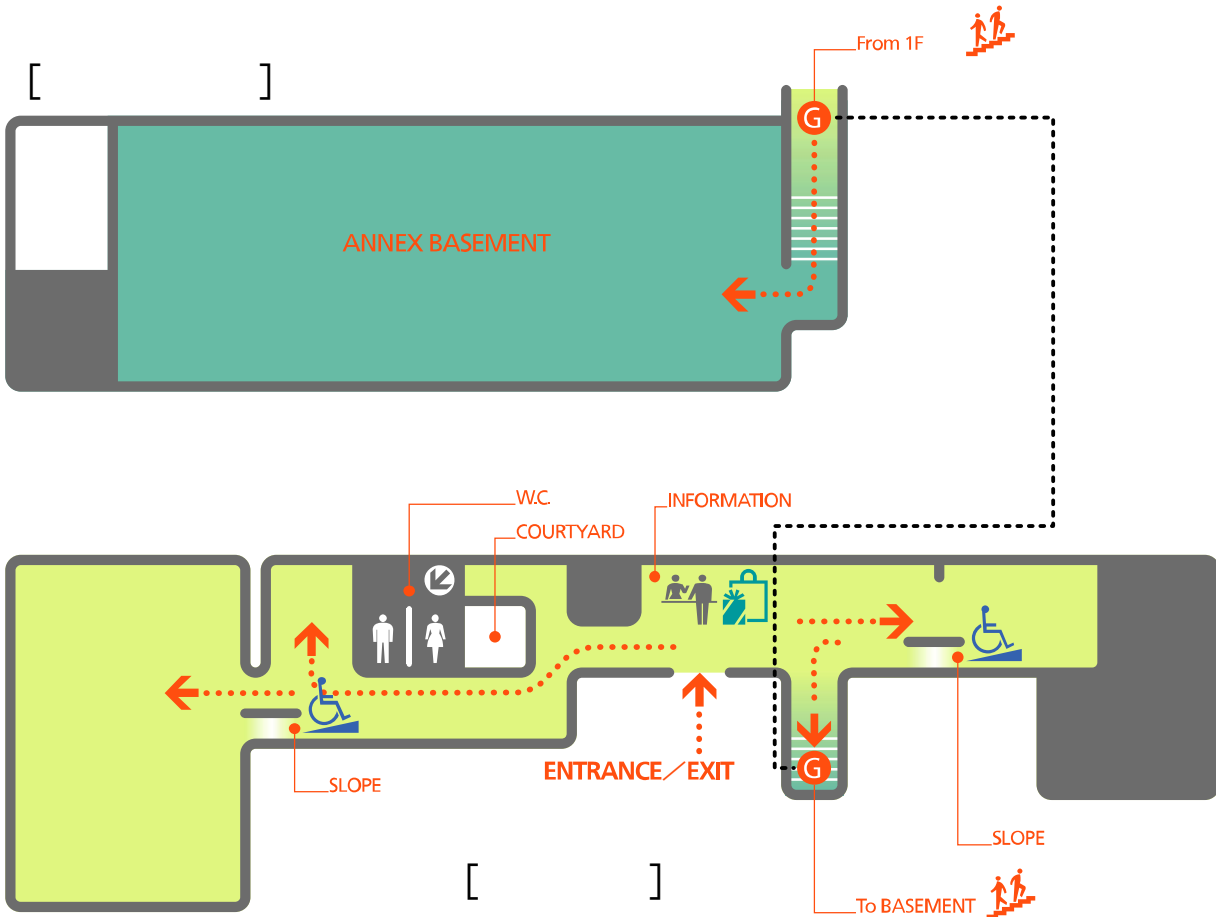 From 1F
[ ]
G
ANNEX BASEMENT
W.C.
INFORMATION
COURTYARD
ENTRANCE／EXIT
G
SLOPE
SLOPE
[ ]
To BASEMENT